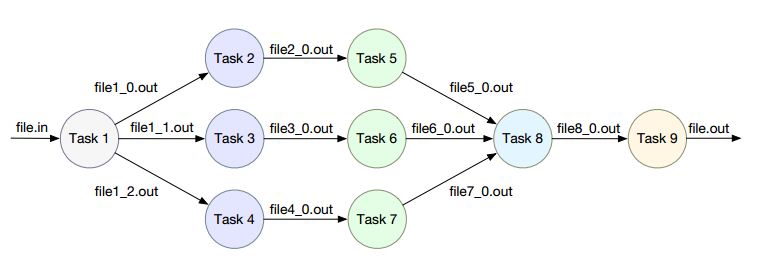 Task 2
file2_0.out
Task 5
file1_0.out
file5_0.out
file.in
Task 1
file1_1.out
Task 3
file3_0.out
Task 6
file6_0.out
Task 8
file8_0.out
Task 9
file.out
file1_2.out
file7_0.out
Task 4
file4_0.out
Task 7